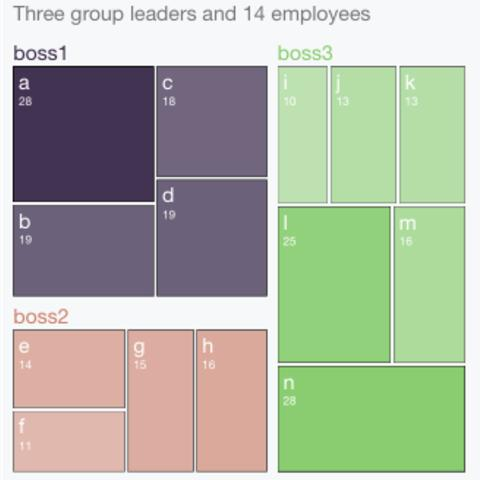 Three group leaders and 14 employees
boss1
a
28
c
18
b
19
d
19
boss2
e
14
f
11
g
15
h
16
boss3
i
10
j
13
k
13
l
25
m
16
n
28